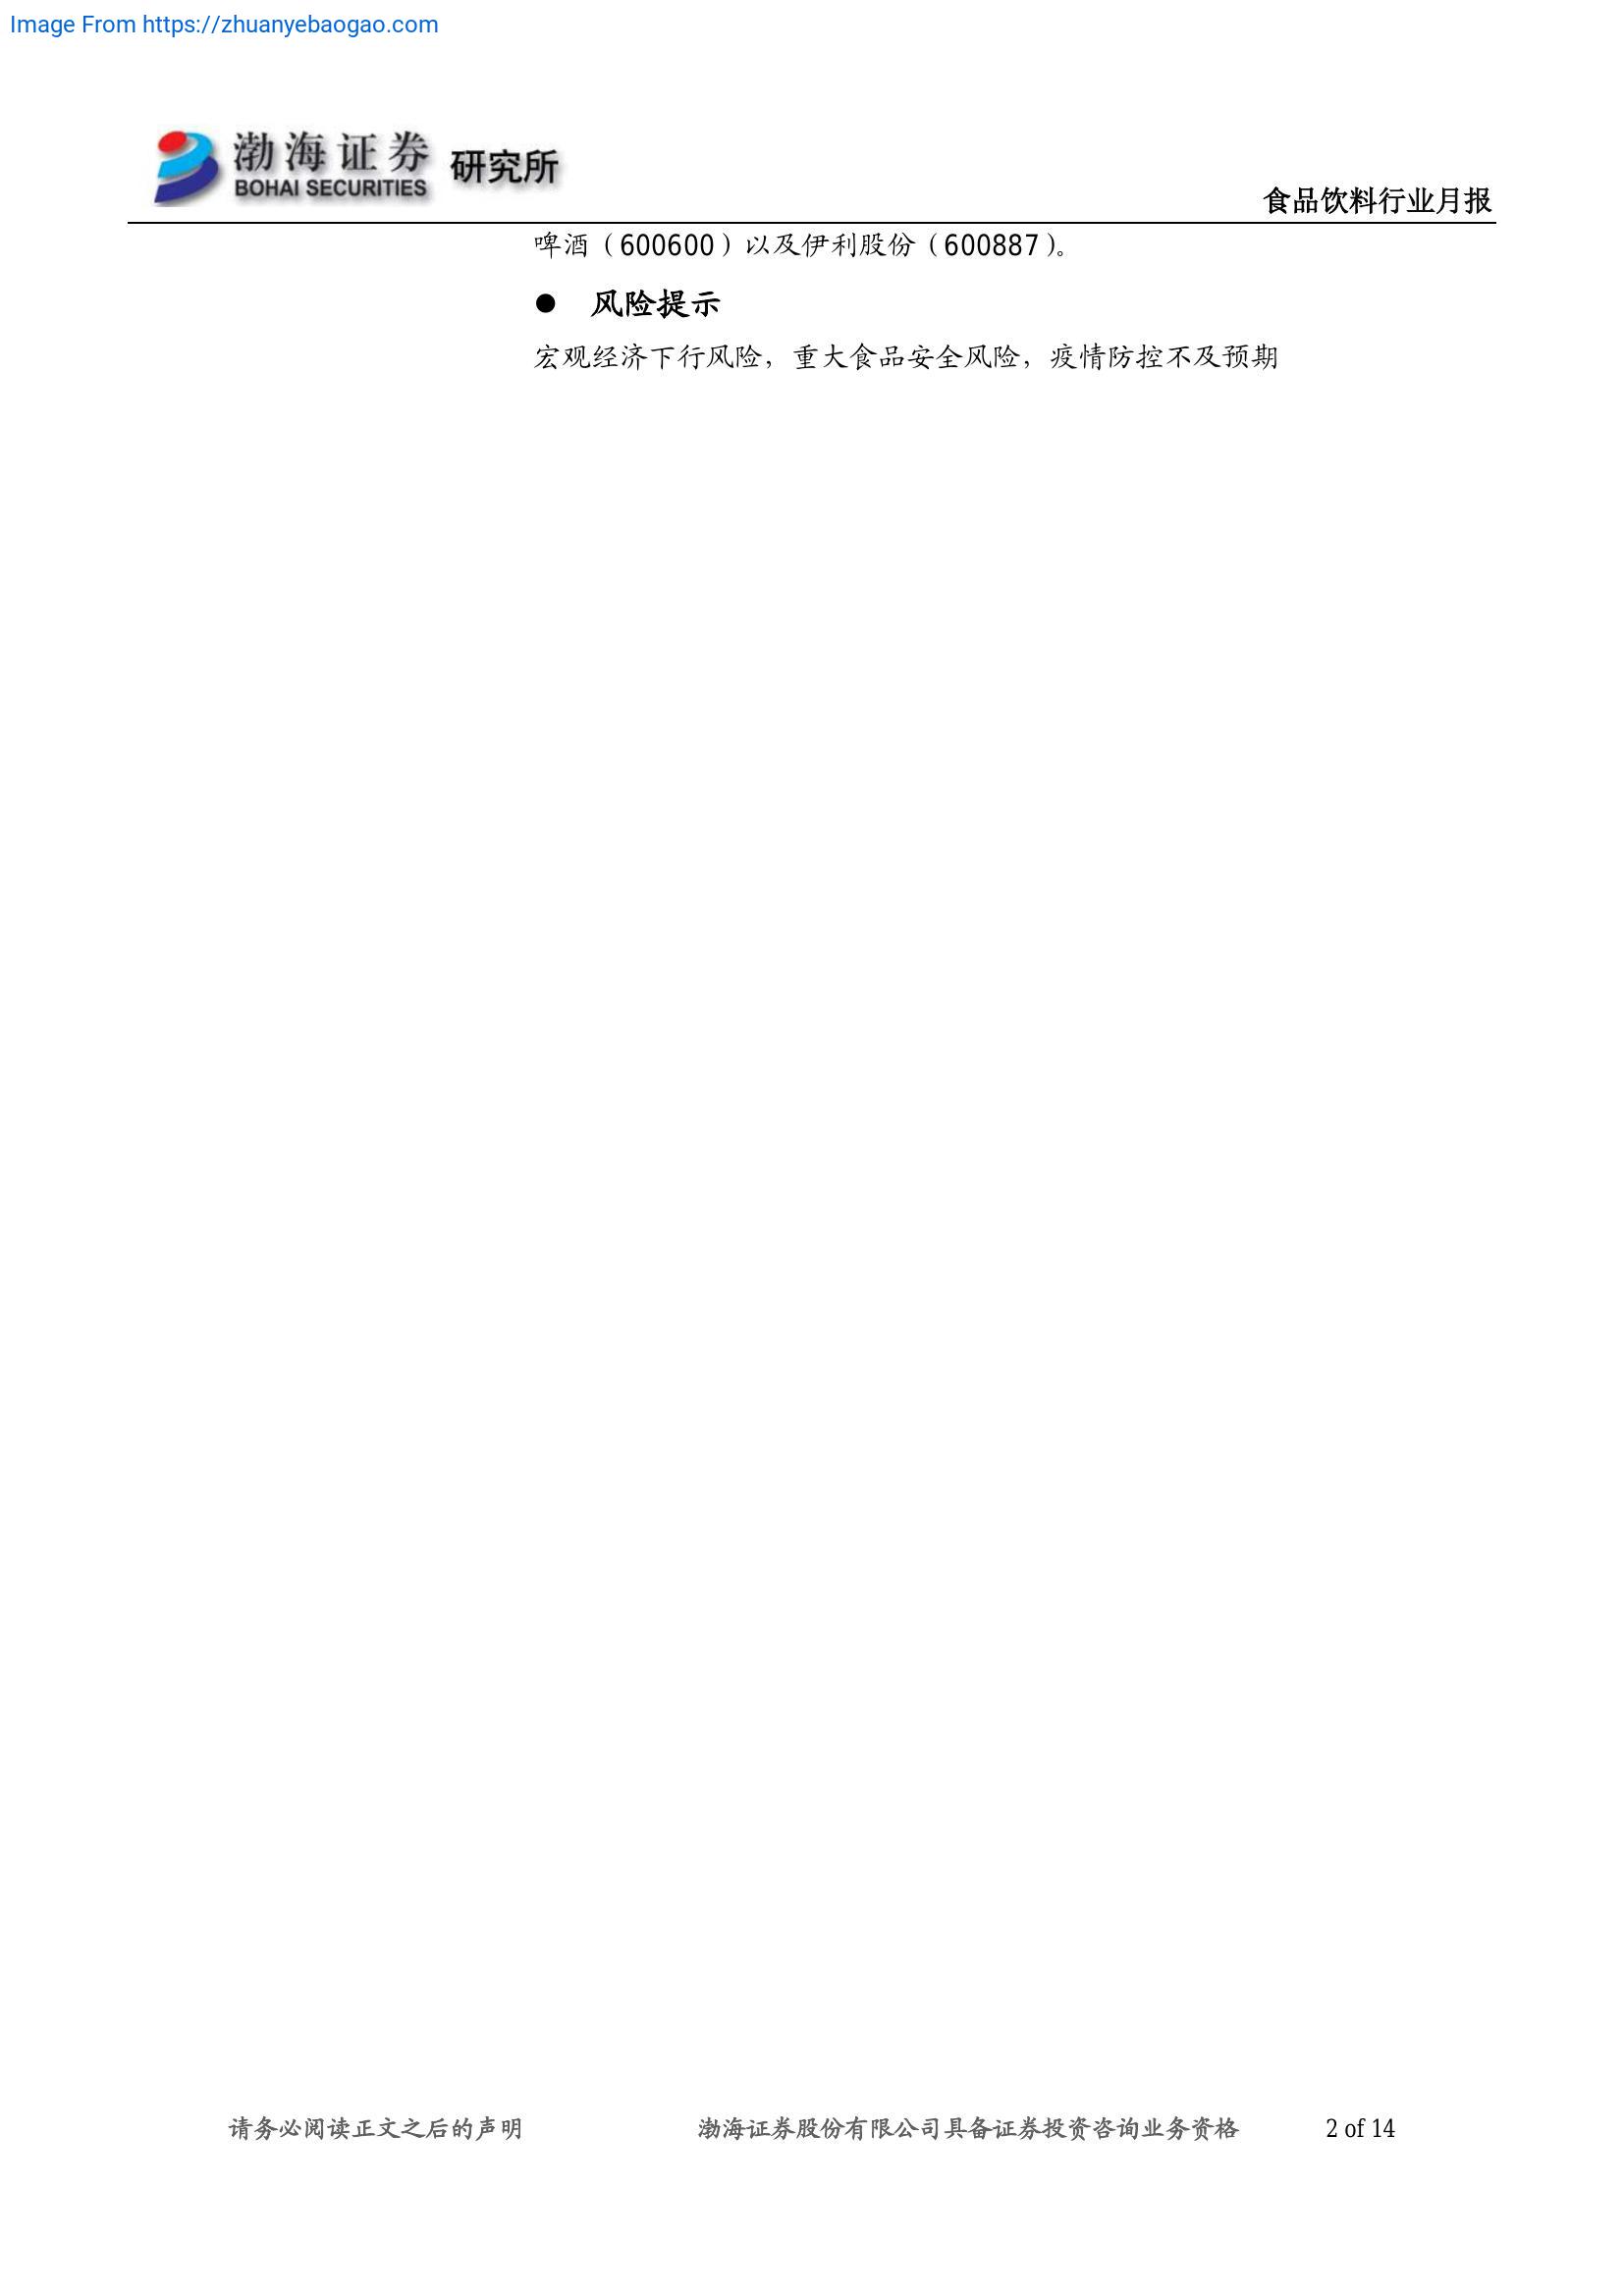 Image From https://zhuanyebaogao.com
渤海证券 研究所
BOHAI SECURITIES
食品饮料行业月报
啤酒（600600）以及伊利股份（600887）。
● 风险提示
宏观经济下行风险，重大食品安全风险，疫情防控不及预期
请务必阅读正文之后的声明 渤海证券股份有限公司具备证券投资咨询业务资格 2 of 14